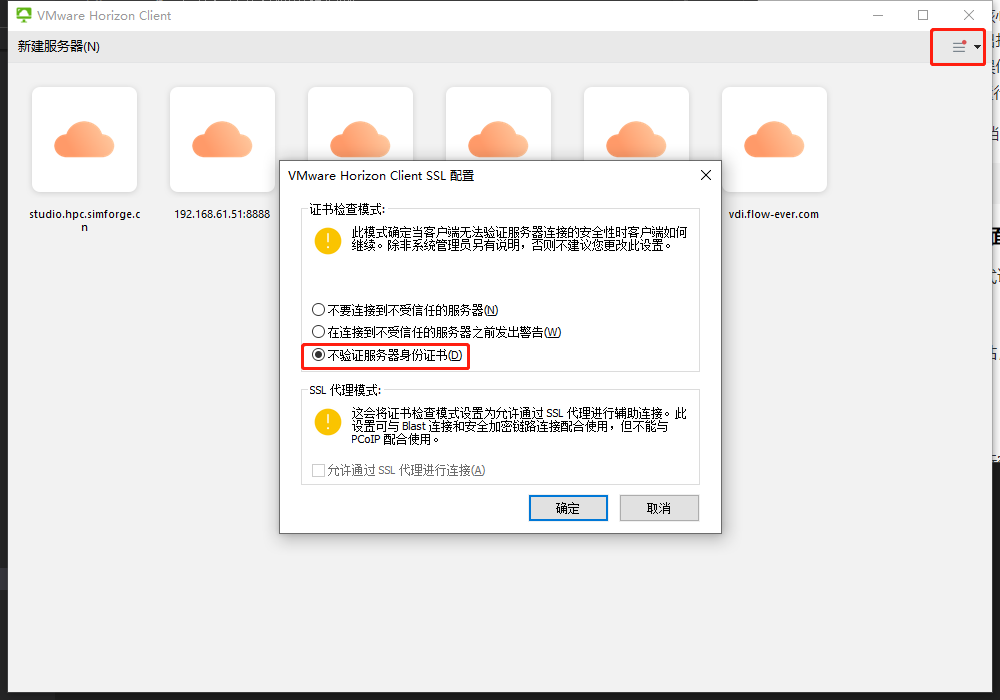 VMware Horizon Client
新建服务器(N)
studio.hpc.simforge.c
n
192.168.61.51:8888
vdi.flow-ever.com
VMware Horizon Client SSL 配置
证书检查模式:
此模式确定当客户端无法验证服务器连接的安全性时客户端如何
继续。除非系统管理员另有说明，否则不建议您更改此设置。
不要连接到不受信任的服务器(N)
在连接到不受信任的服务器之前发出警告(W)
不验证服务器身份证书(D)
SSL 代理模式:
这会将证书检查模式设置为允许通过 SSL 代理进行辅助连接。此
设置可与 Blast 连接和安全加密链路连接配合使用，但不能与
PCoIP 配合使用。
允许通过 SSL 代理进行连接(A)
确定
取消